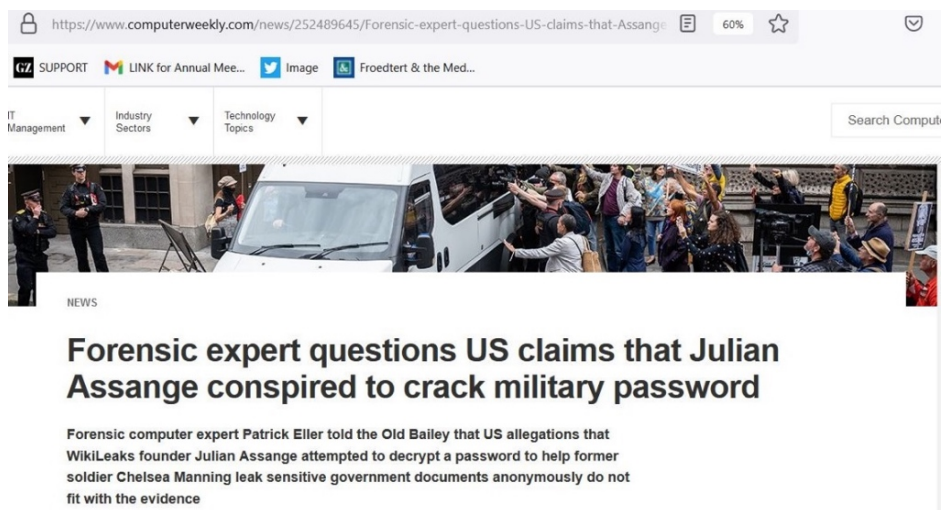 https://www.computerweekly.com/news/252489645/Forensic-expert-questions-US-claims-that-Assange 60%
GZ SUPPORT LINK for Annual Mee... Image & Froedtert & the Med...
IT Management Industry Sectors Technology Topics Search Compute
NEWS
Forensic expert questions US claims that Julian
Assange conspired to crack military password
Forensic computer expert Patrick Eller told the Old Bailey that US allegations that
WikiLeaks founder Julian Assange attempted to decrypt a password to help former
soldier Chelsea Manning leak sensitive government documents anonymously do not
fit with the evidence